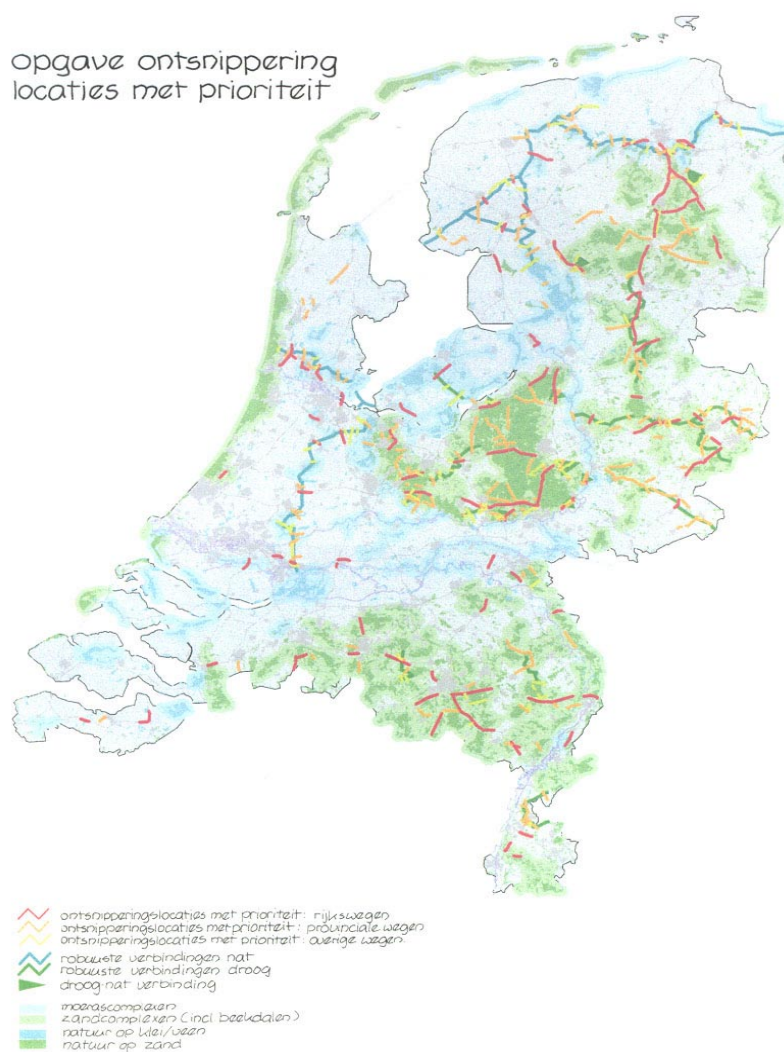 opgave ontsnippering
locaties met prioriteit
ontsnipperingslocaties met prioriteit: rijkswegen
ontsnipperingslocaties met prioriteit: provinciale wegen
ontsnipperingslocaties met prioriteit: overige wegen
robuuste verbindingen nat
robuuste verbindingen droog
droog-nat verbinding
moerascomplexen
zandcomplexen (incl beekdalen)
natuur op klei/veen
natuur op zand